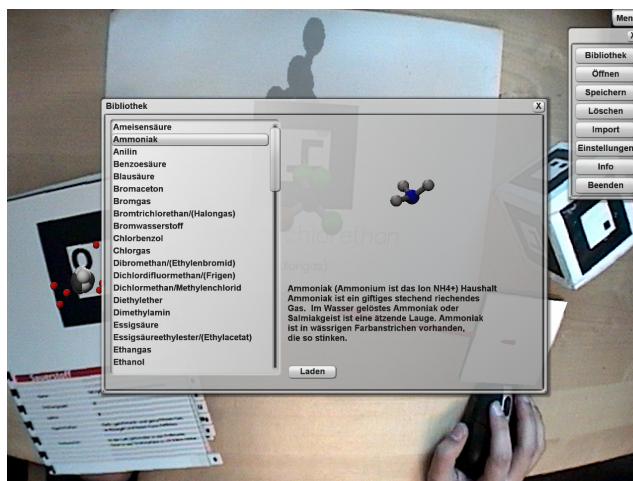 Men
X
Bibliothek
Öffnen
Speichern
Löschen
Import
Einstellungen
Info
Beenden
Bibliothek
X
Ameisensäure
Ammoniak
Anilin
Benzoesäure
Blausäure
Bromaceton
Bromgas
Bromtrichlorethan/(Halongas)
Bromwasserstoff
Chlorbenzol
Chlorgas
Dibromethan/(Ethylenbromid)
Dichlordifluormethan/(Frigen)
Dichlormethan/Methylenchlorid
Diethylether
Dimethylamin
Essigsäure
Essigsäureethylester/(Ethylacetat)
Ethangas
Ethanol
chlorethan
longas)
Ammoniak (Ammonium ist das Ion NH4+) Haushalt
Ammoniak ist ein giftiges stechend riechendes
Gas. Im Wasser gelöstes Ammoniak oder
Salmiakgeist ist eine ätzende Lauge. Ammoniak
ist in wässrigen Farbanstrichen vorhanden,
die so stinken.
Laden
Sauerstoff